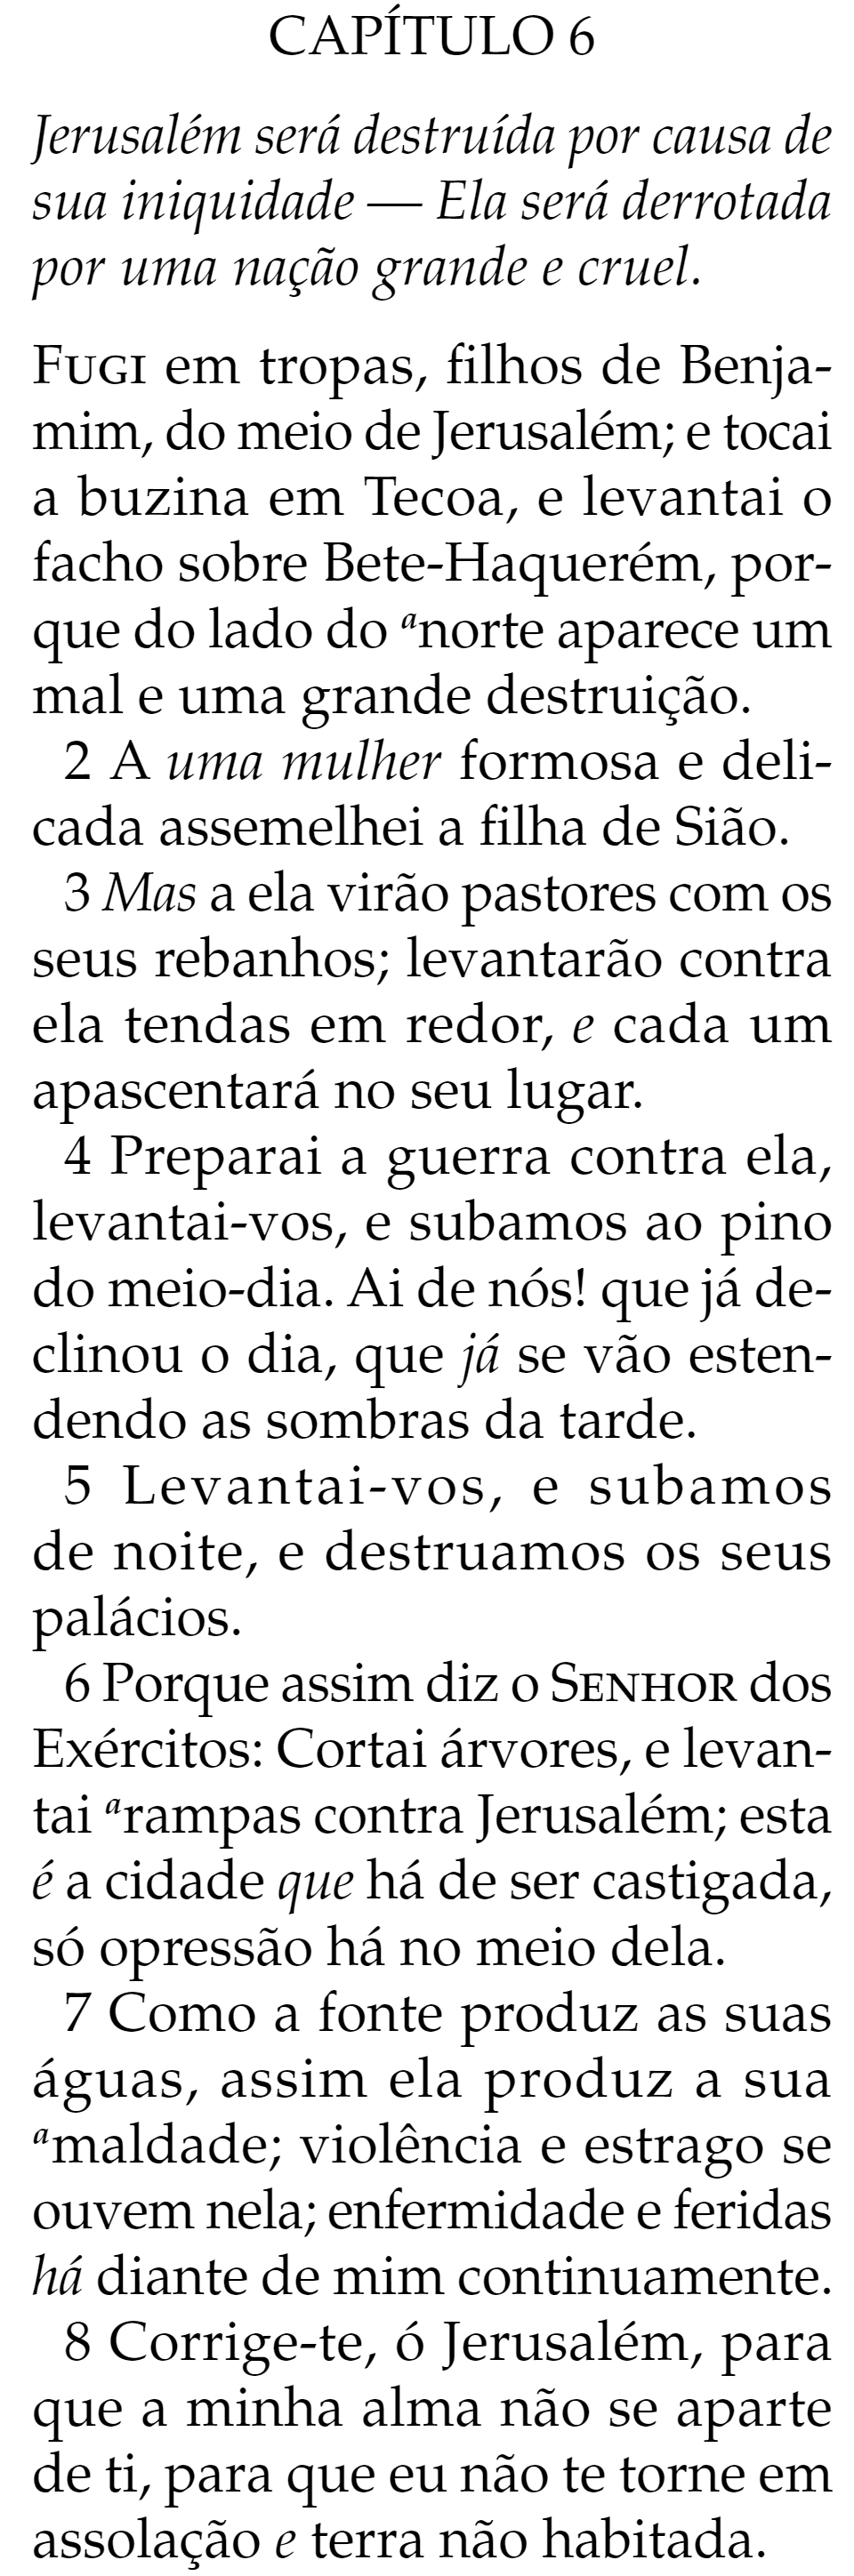 CAPÍTULO 6
Jerusalém será destruída por causa de
sua iniquidade — Ela será derrotada
por uma nação grande e cruel.
Fugi em tropas, filhos de Benja-
mim, do meio de Jerusalém; e tocai
a buzina em Tecoa, e levantai o
facho sobre Bete-Haquerém, por-
que do lado do ᵃnorte aparece um
mal e uma grande destruição.
2 A uma mulher formosa e deli-
cada assemelhei a filha de Sião.
3 Mas a ela virão pastores com os
seus rebanhos; levantarão contra
ela tendas em redor, e cada um
apascentará no seu lugar.
4 Preparai a guerra contra ela,
levantai-vos, e subamos ao pino
do meio-dia. Ai de nós! que já de-
clinou o dia, que já se vão esten-
dendo as sombras da tarde.
5 Levantai-vos, e subamos
de noite, e destruamos os seus
palácios.
6 Porque assim diz o Senhor dos
Exércitos: Cortai árvores, e levan-
tai ᵃrampas contra Jerusalém; esta
é a cidade que há de ser castigada,
só opressão há no meio dela.
7 Como a fonte produz as suas
águas, assim ela produz a sua
ᵃmaldade; violência e estrago se
ouvem nela; enfermidade e feridas
há diante de mim continuamente.
8 Corrige-te, ó Jerusalém, para
que a minha alma não se aparte
de ti, para que eu não te torne em
assolação e terra não habitada.